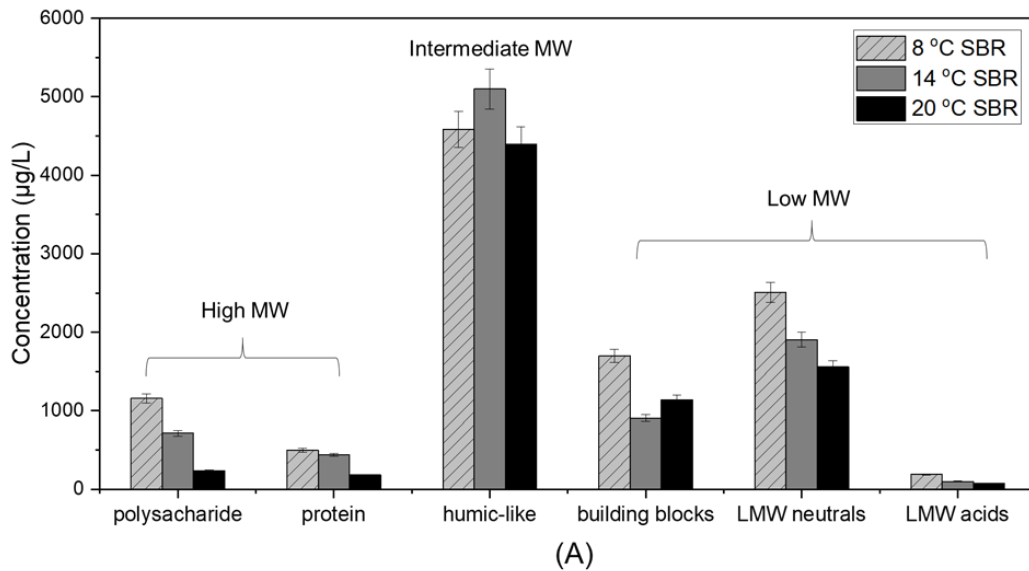 6000
5000
4000
3000
2000
1000
0
Concentration (µg/L)
Intermediate MW
8 °C SBR
14 °C SBR
20 °C SBR
Low MW
High MW
polysacharide protein humic-like building blocks LMW neutrals LMW acids
(A)